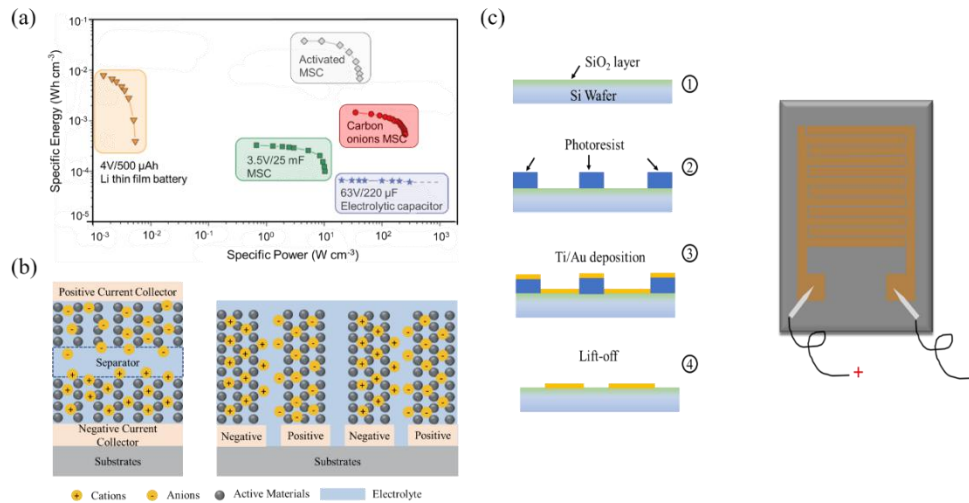 (a)
Specific Energy (Wh cm⁻³)
10⁻¹
10⁻²
10⁻³
10⁻⁴
10⁻⁵
Activated
MSC
Carbon
onions MSC
4V/500 µAh
Li thin film battery
3.5V/25 mF
MSC
63V/220 µF
Electrolytic capacitor
10⁻³
10⁻²
10⁻¹
10⁰
10¹
10²
10³
Specific Power (W cm⁻³)
(b)
Positive Current Collector
Separator
Negative Current
Collector
Substrates
Negative
Positive
Negative
Positive
Substrates
+ Cations
- Anions
Active Materials
Electrolyte
(c)
SiO₂ layer
Si Wafer
①
Photoresist
②
Ti/Au deposition
③
Lift-off
④
+